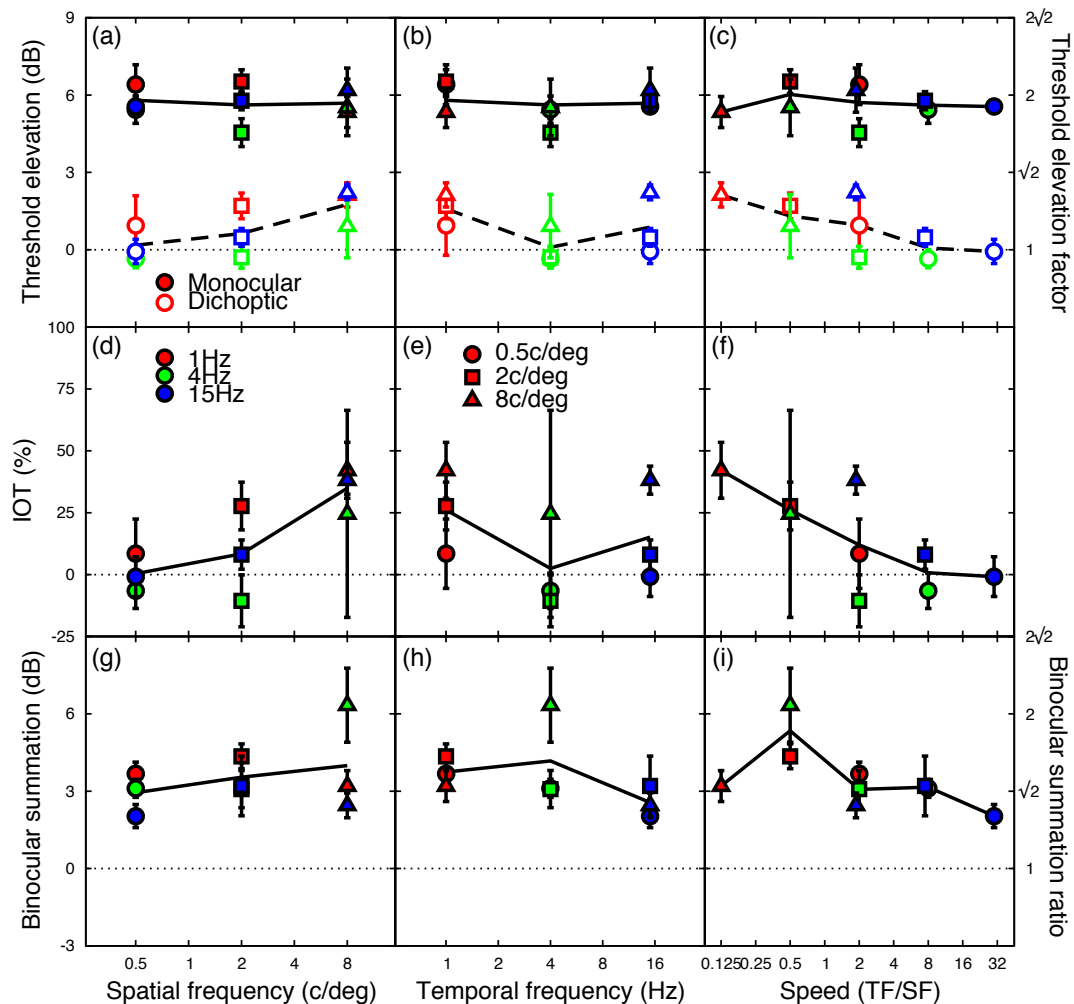 (a) (b) (c)
9
6
3
0
Threshold elevation (dB)
2√2
2
√2
1
Threshold elevation factor
Monocular
Dichoptic
(d) (e) (f)
100
75
50
25
0
-25
IOT (%)
1Hz
4Hz
15Hz
0.5c/deg
2c/deg
8c/deg
(g) (h) (i)
6
3
0
-3
Binocular summation (dB)
2√2
2
√2
1
Binocular summation ratio
0.5 1 2 4 8
1 2 4 8 16
0.125 0.25 0.5 1 2 4 8 16 32
Spatial frequency (c/deg) Temporal frequency (Hz) Speed (TF/SF)